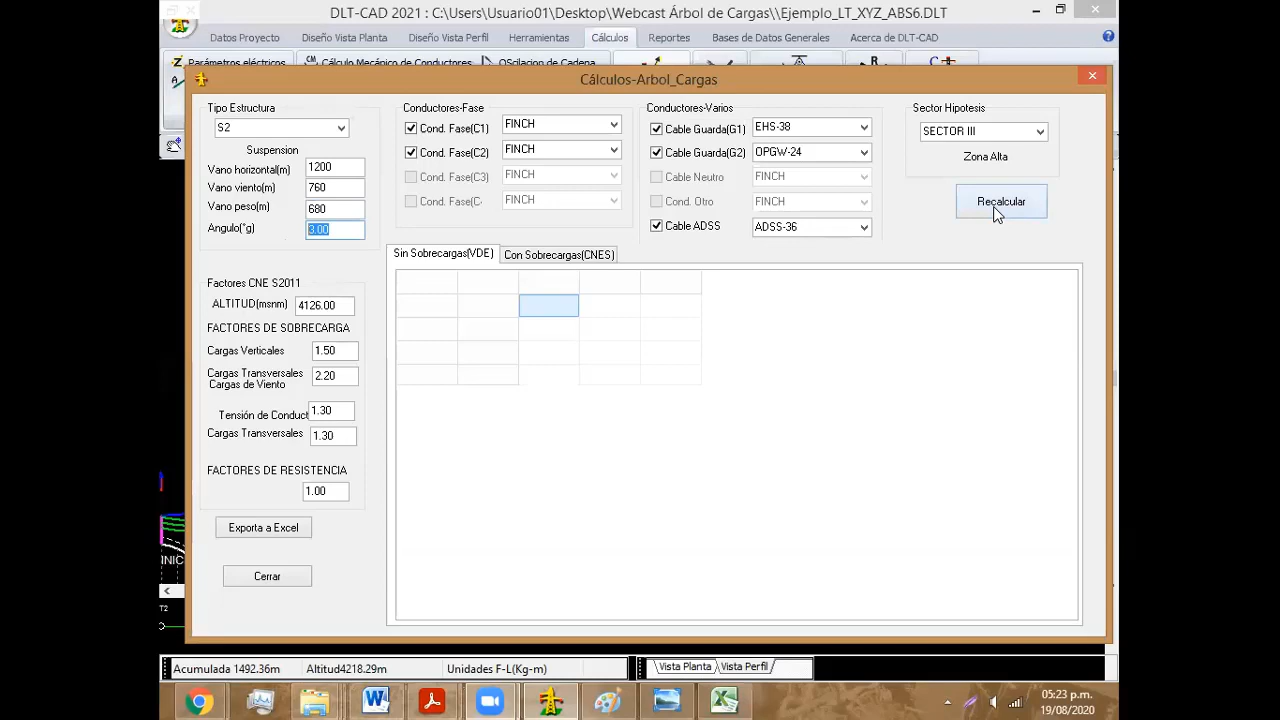 DLT-CAD 2021 : C:\Users\Usuario01\Desktop\Webcast Árbol de Cargas\\Ejemplo_LT_XYZ_ABS6.DLT
Datos Proyecto Diseño Vista Planta Diseño Vista Perfil Herramientas Cálculos Reportes Bases de Datos Generales Acerca de DLT-CAD
Parámetros eléctricos Cálculo Mecánico de Conductores Oscilación de Cadena
Cálculos-Arbol_Cargas
Tipo Estructura
S2
Suspension
Vano horizontal(m) 1200
Vano viento(m) 760
Vano peso(m) 680
Angulo(°g) 3.00
Conductores-Fase
Cond. Fase(C1) FINCH
Cond. Fase(C2) FINCH
Cond. Fase(C3) FINCH
Cond. Fase(C FINCH
Conductores-Varios
Cable Guarda(G1) EHS-38
Cable Guarda(G2) OPGW-24
Cable Neutro FINCH
Cond. Otro FINCH
Cable ADSS ADSS-36
Sector Hipotesis
SECTOR III
Zona Alta
Recalcular
Sin Sobrecargas(VDE) Con Sobrecargas(CNES)
Factores CNE S2011
ALTITUD(msnm) 4126.00
FACTORES DE SOBRECARGA
Cargas Verticales 1.50
Cargas Transversales 2.20
Cargas de Viento
Tensión de Conduct 1.30
Cargas Transversales 1.30
FACTORES DE RESISTENCIA
1.00
Exporta a Excel
Cerrar
INIC
T2
Acumulada 1492.36m Altitud4218.29m Unidades F-L(Kg-m) Vista Planta Vista Perfil
05:23 p.m.
19/08/2020